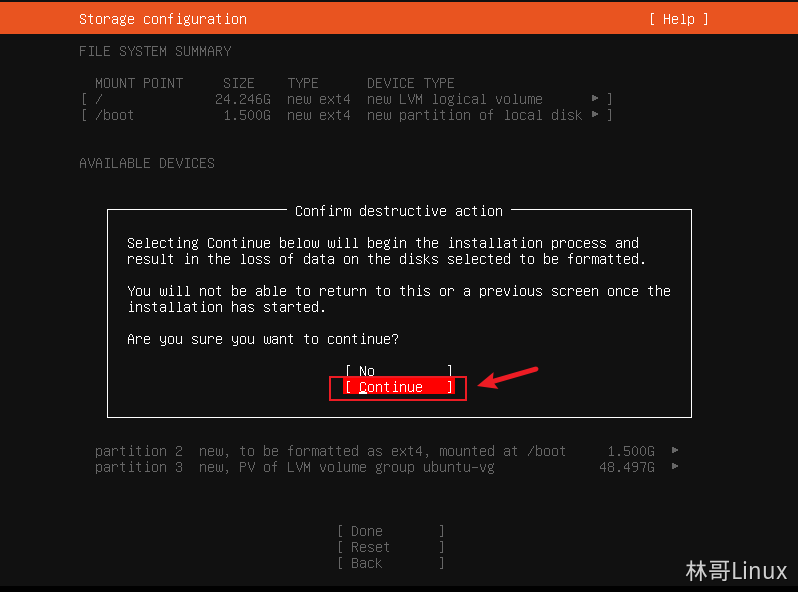 Storage configuration [ Help ]
FILE SYSTEM SUMMARY
MOUNT POINT SIZE TYPE DEVICE TYPE
[ / 24.246G new ext4 new LVM logical volume ▸ ]
[ /boot 1.500G new ext4 new partition of local disk ▸ ]
AVAILABLE DEVICES
Confirm destructive action
Selecting Continue below will begin the installation process and
result in the loss of data on the disks selected to be formatted.
You will not be able to return to this or a previous screen once the
installation has started.
Are you sure you want to continue?
[ No ]
[ Continue ]
partition 2 new, to be formatted as ext4, mounted at /boot 1.500G ▸
partition 3 new, PV of LVM volume group ubuntu-vg 48.497G ▸
[ Done ]
[ Reset ]
[ Back ]
林哥Linux